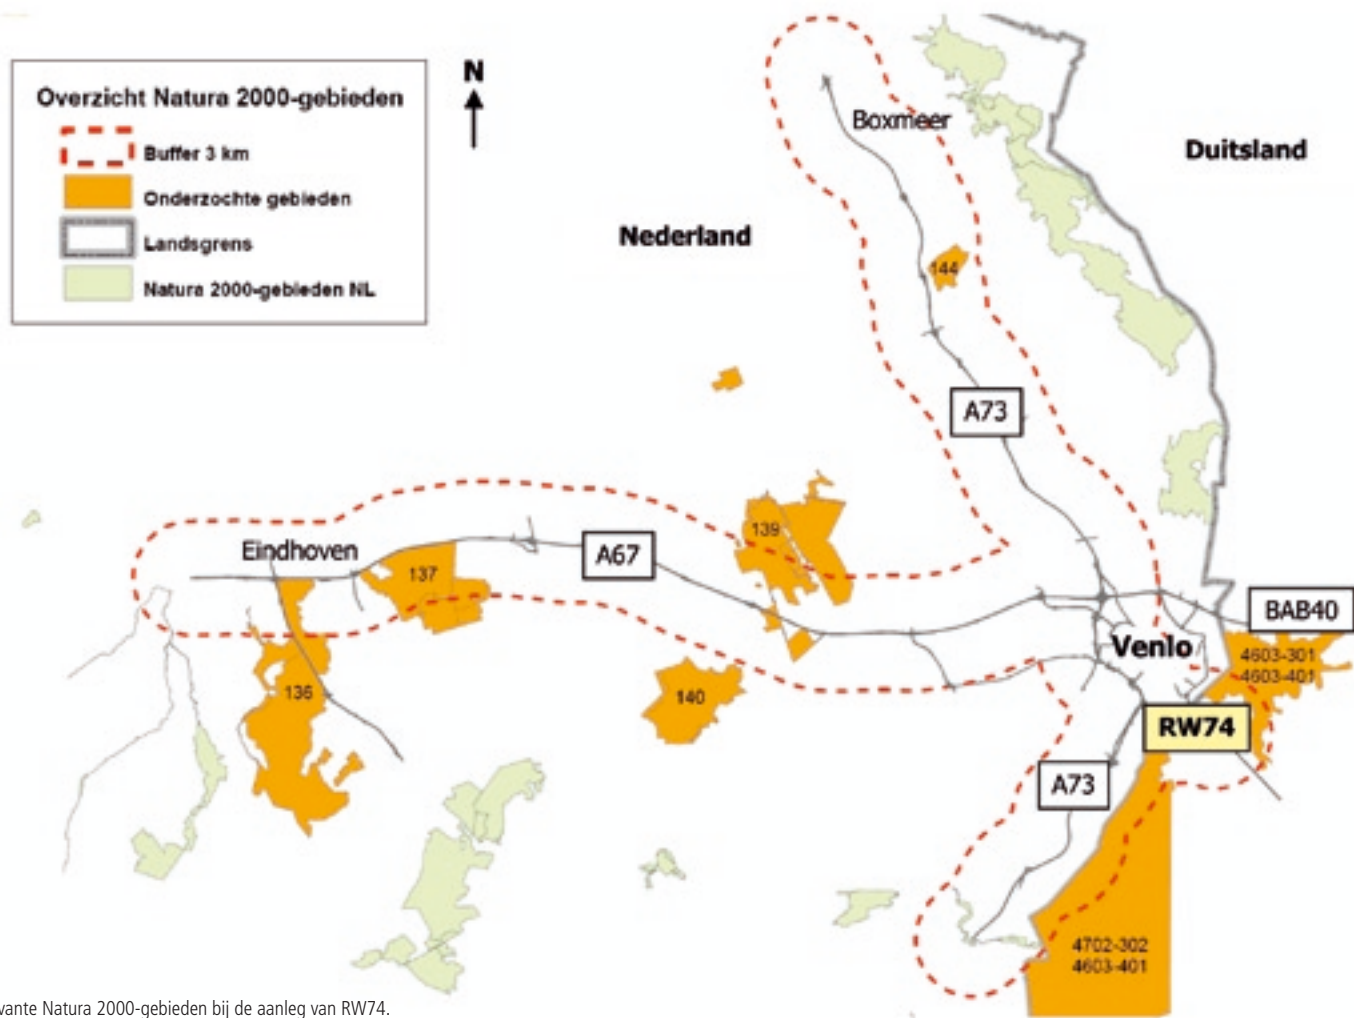 Overzicht Natura 2000-gebieden
Buffer 3 km
Onderzochte gebieden
Landsgrens
Natura 2000-gebieden NL
N
Boxmeer
Duitsland
Nederland
144
A73
139
Eindhoven
A67
137
BAB40
Venlo
4603-301
4603-401
136
140
RW74
A73
4702-302
4603-401
vante Natura 2000-gebieden bij de aanleg van RW74.